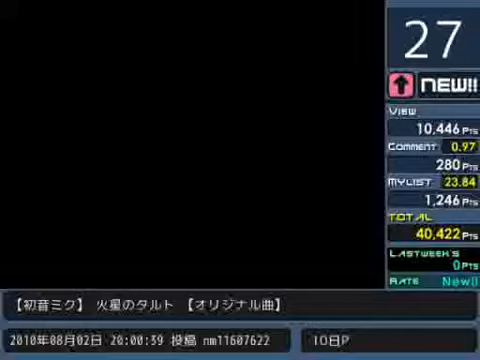 27
NEW!!
VIEW
10,446 PTS
COMMENT 0.97
280 PTS
MYLIST 23.84
1,246 PTS
TOTAL
40,422 PTS
LASTWEEK'S
0 PTS
RATE New!!
【初音ミク】 火星のタルト 【オリジナル曲】
2010年08月02日 20:00:39 投稿 nm11607622
10日P